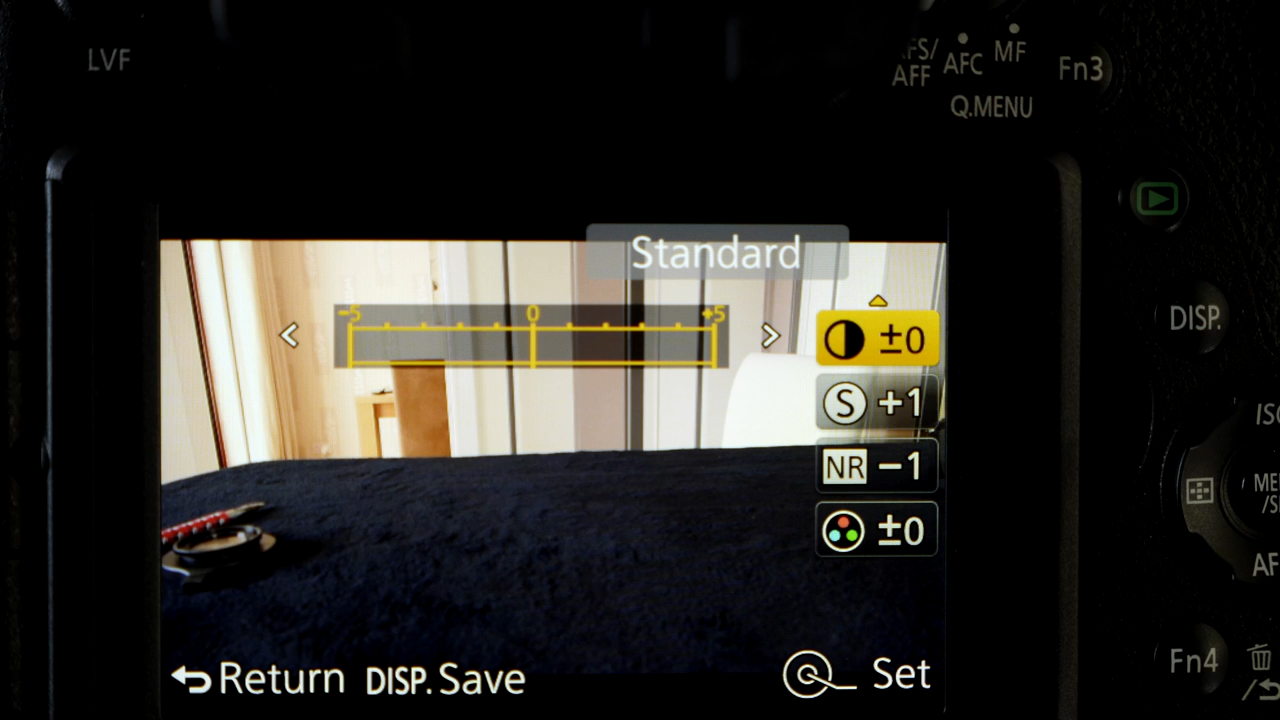 LVF
AFS/
AFF
AFC
MF
Fn3
Q.MENU
Standard
-5 0 +5
±0
DISP.
S +1
NR -1
±0
Return DISP. Save
Set
Fn4